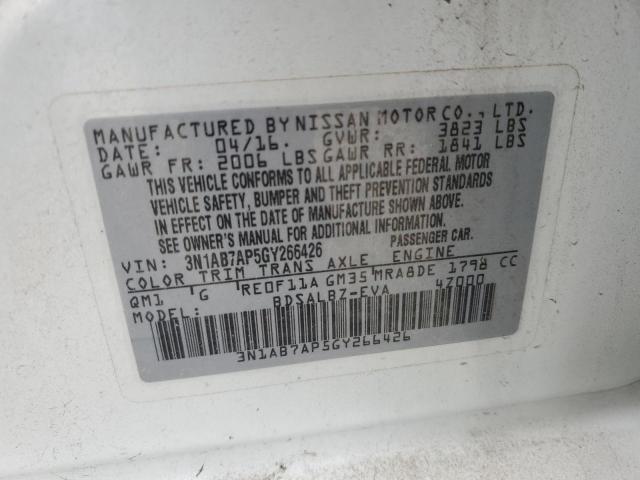 MANUFACTURED BY NISSAN MOTOR CO., LTD.
DATE: 04/16. GVWR: 3823 LBS
GAWR FR: 2006 LBS GAWR RR: 1841 LBS
THIS VEHICLE CONFORMS TO ALL APPLICABLE FEDERAL MOTOR
VEHICLE SAFETY, BUMPER AND THEFT PREVENTION STANDARDS
IN EFFECT ON THE DATE OF MANUFACTURE SHOWN ABOVE.
SEE OWNER'S MANUAL FOR ADDITIONAL INFORMATION.
VIN: 3N1AB7AP5GY266426 PASSENGER CAR.
COLOR TRIM TRANS AXLE ENGINE
QM1 G RE0F11A GM35 MRA8DE 1798 CC
MODEL: BDSALBZ-EVA 4Z000
3N1AB7AP5GY266426